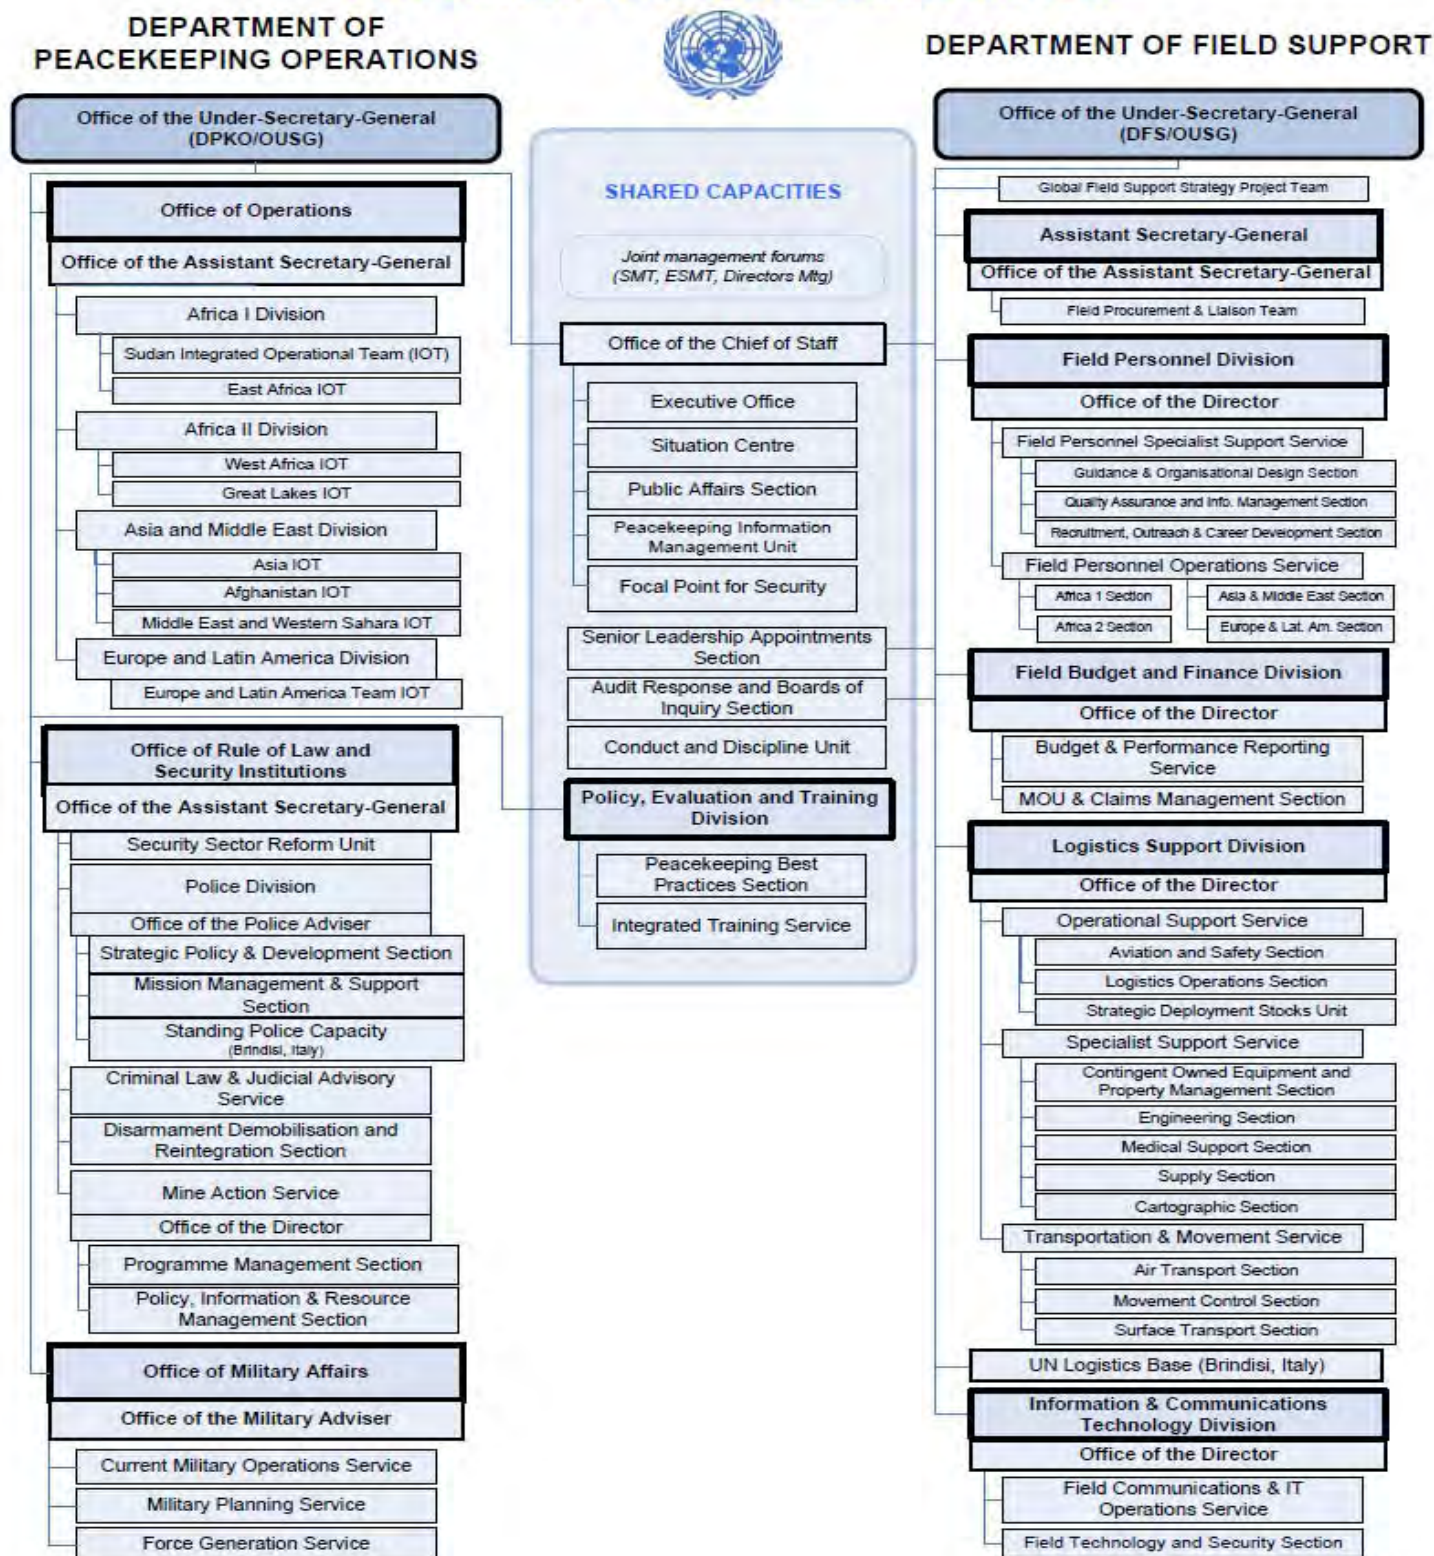 DEPARTMENT OF
PEACEKEEPING OPERATIONS
Office of the Under-Secretary-General
(DPKO/OUSG)
Office of Operations
Office of the Assistant Secretary-General
Africa I Division
Sudan Integrated Operational Team (IOT)
East Africa IOT
Africa II Division
West Africa IOT
Great Lakes IOT
Asia and Middle East Division
Asia IOT
Afghanistan IOT
Middle East and Western Sahara IOT
Europe and Latin America Division
Europe and Latin America Team IOT
Office of Rule of Law and
Security Institutions
Office of the Assistant Secretary-General
Security Sector Reform Unit
Police Division
Office of the Police Adviser
Strategic Policy & Development Section
Mission Management & Support
Section
Standing Police Capacity
(Brindisi, Italy)
Criminal Law & Judicial Advisory
Service
Disarmament Demobilisation and
Reintegration Section
Mine Action Service
Office of the Director
Programme Management Section
Policy, Information & Resource
Management Section
Office of Military Affairs
Office of the Military Adviser
Current Military Operations Service
Military Planning Service
Force Generation Service
SHARED CAPACITIES
Joint management forums
(SMT, ESMT, Directors Mtg)
Office of the Chief of Staff
Executive Office
Situation Centre
Public Affairs Section
Peacekeeping Information
Management Unit
Focal Point for Security
Senior Leadership Appointments
Section
Audit Response and Boards of
Inquiry Section
Conduct and Discipline Unit
Policy, Evaluation and Training
Division
Peacekeeping Best
Practices Section
Integrated Training Service
DEPARTMENT OF FIELD SUPPORT
Office of the Under-Secretary-General
(DFS/OUSG)
Global Field Support Strategy Project Team
Assistant Secretary-General
Office of the Assistant Secretary-General
Field Procurement & Liaison Team
Field Personnel Division
Office of the Director
Field Personnel Specialist Support Service
Guidance & Organisational Design Section
Quality Assurance and Info. Management Section
Recruitment, Outreach & Career Development Section
Field Personnel Operations Service
Africa 1 Section
Asia & Middle East Section
Africa 2 Section
Europe & Lat. Am. Section
Field Budget and Finance Division
Office of the Director
Budget & Performance Reporting
Service
MOU & Claims Management Section
Logistics Support Division
Office of the Director
Operational Support Service
Aviation and Safety Section
Logistics Operations Section
Strategic Deployment Stocks Unit
Specialist Support Service
Contingent Owned Equipment and
Property Management Section
Engineering Section
Medical Support Section
Supply Section
Cartographic Section
Transportation & Movement Service
Air Transport Section
Movement Control Section
Surface Transport Section
UN Logistics Base (Brindisi, Italy)
Information & Communications
Technology Division
Office of the Director
Field Communications & IT
Operations Service
Field Technology and Security Section